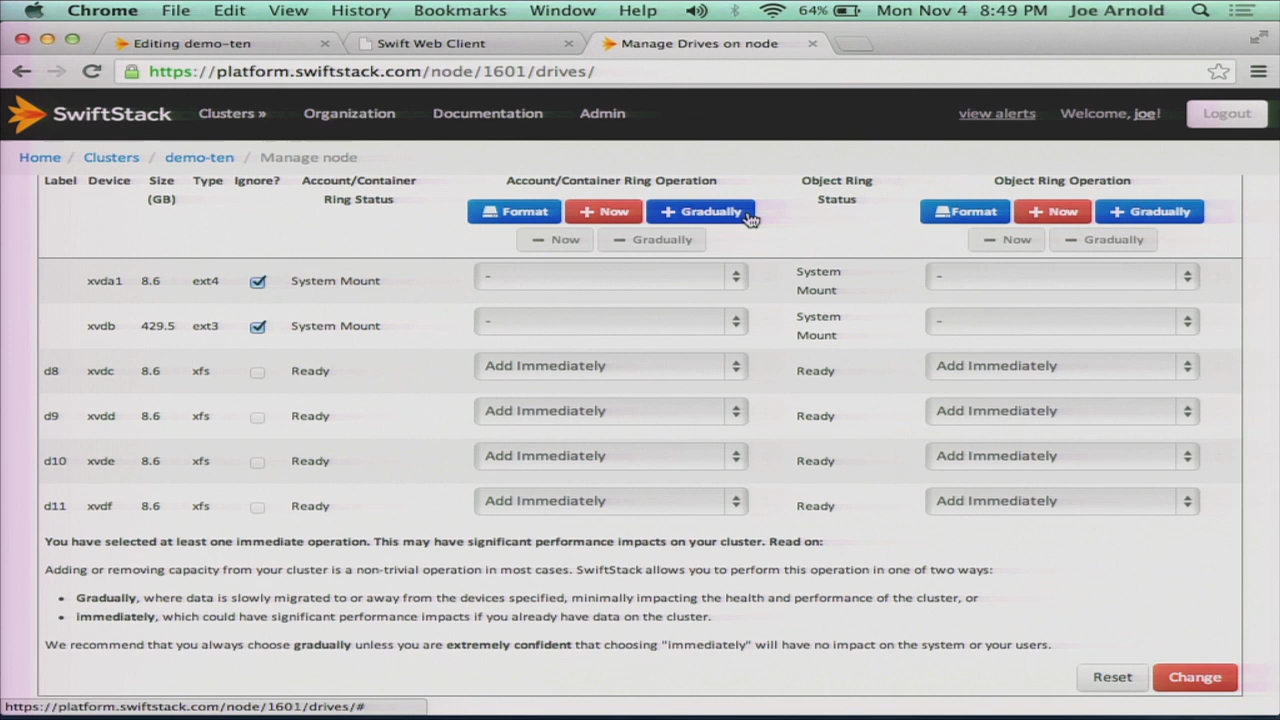 Chrome File Edit View History Bookmarks Window Help 64% Mon Nov 4 8:49 PM Joe Arnold
Editing demo-ten × Swift Web Client × Manage Drives on node ×
https://platform.swiftstack.com/node/1601/drives/
SwiftStack Clusters » Organization Documentation Admin view alerts Welcome, joe! Logout
Home / Clusters / demo-ten / Manage node
Label Device Size (GB) Type Ignore? Account/Container Ring Status Account/Container Ring Operation Object Ring Status Object Ring Operation
Format + Now + Gradually Format + Now + Gradually
− Now − Gradually − Now − Gradually
xvda1 8.6 ext4 System Mount - System Mount -
xvdb 429.5 ext3 System Mount - System Mount -
d8 xvdc 8.6 xfs Ready Add Immediately Ready Add Immediately
d9 xvdd 8.6 xfs Ready Add Immediately Ready Add Immediately
d10 xvde 8.6 xfs Ready Add Immediately Ready Add Immediately
d11 xvdf 8.6 xfs Ready Add Immediately Ready Add Immediately
You have selected at least one immediate operation. This may have significant performance impacts on your cluster. Read on:
Adding or removing capacity from your cluster is a non-trivial operation in most cases. SwiftStack allows you to perform this operation in one of two ways:
• Gradually, where data is slowly migrated to or away from the devices specified, minimally impacting the health and performance of the cluster, or
• immediately, which could have significant performance impacts if you already have data on the cluster.
We recommend that you always choose gradually unless you are extremely confident that choosing "immediately" will have no impact on the system or your users.
Reset Change
https://platform.swiftstack.com/node/1601/drives/#